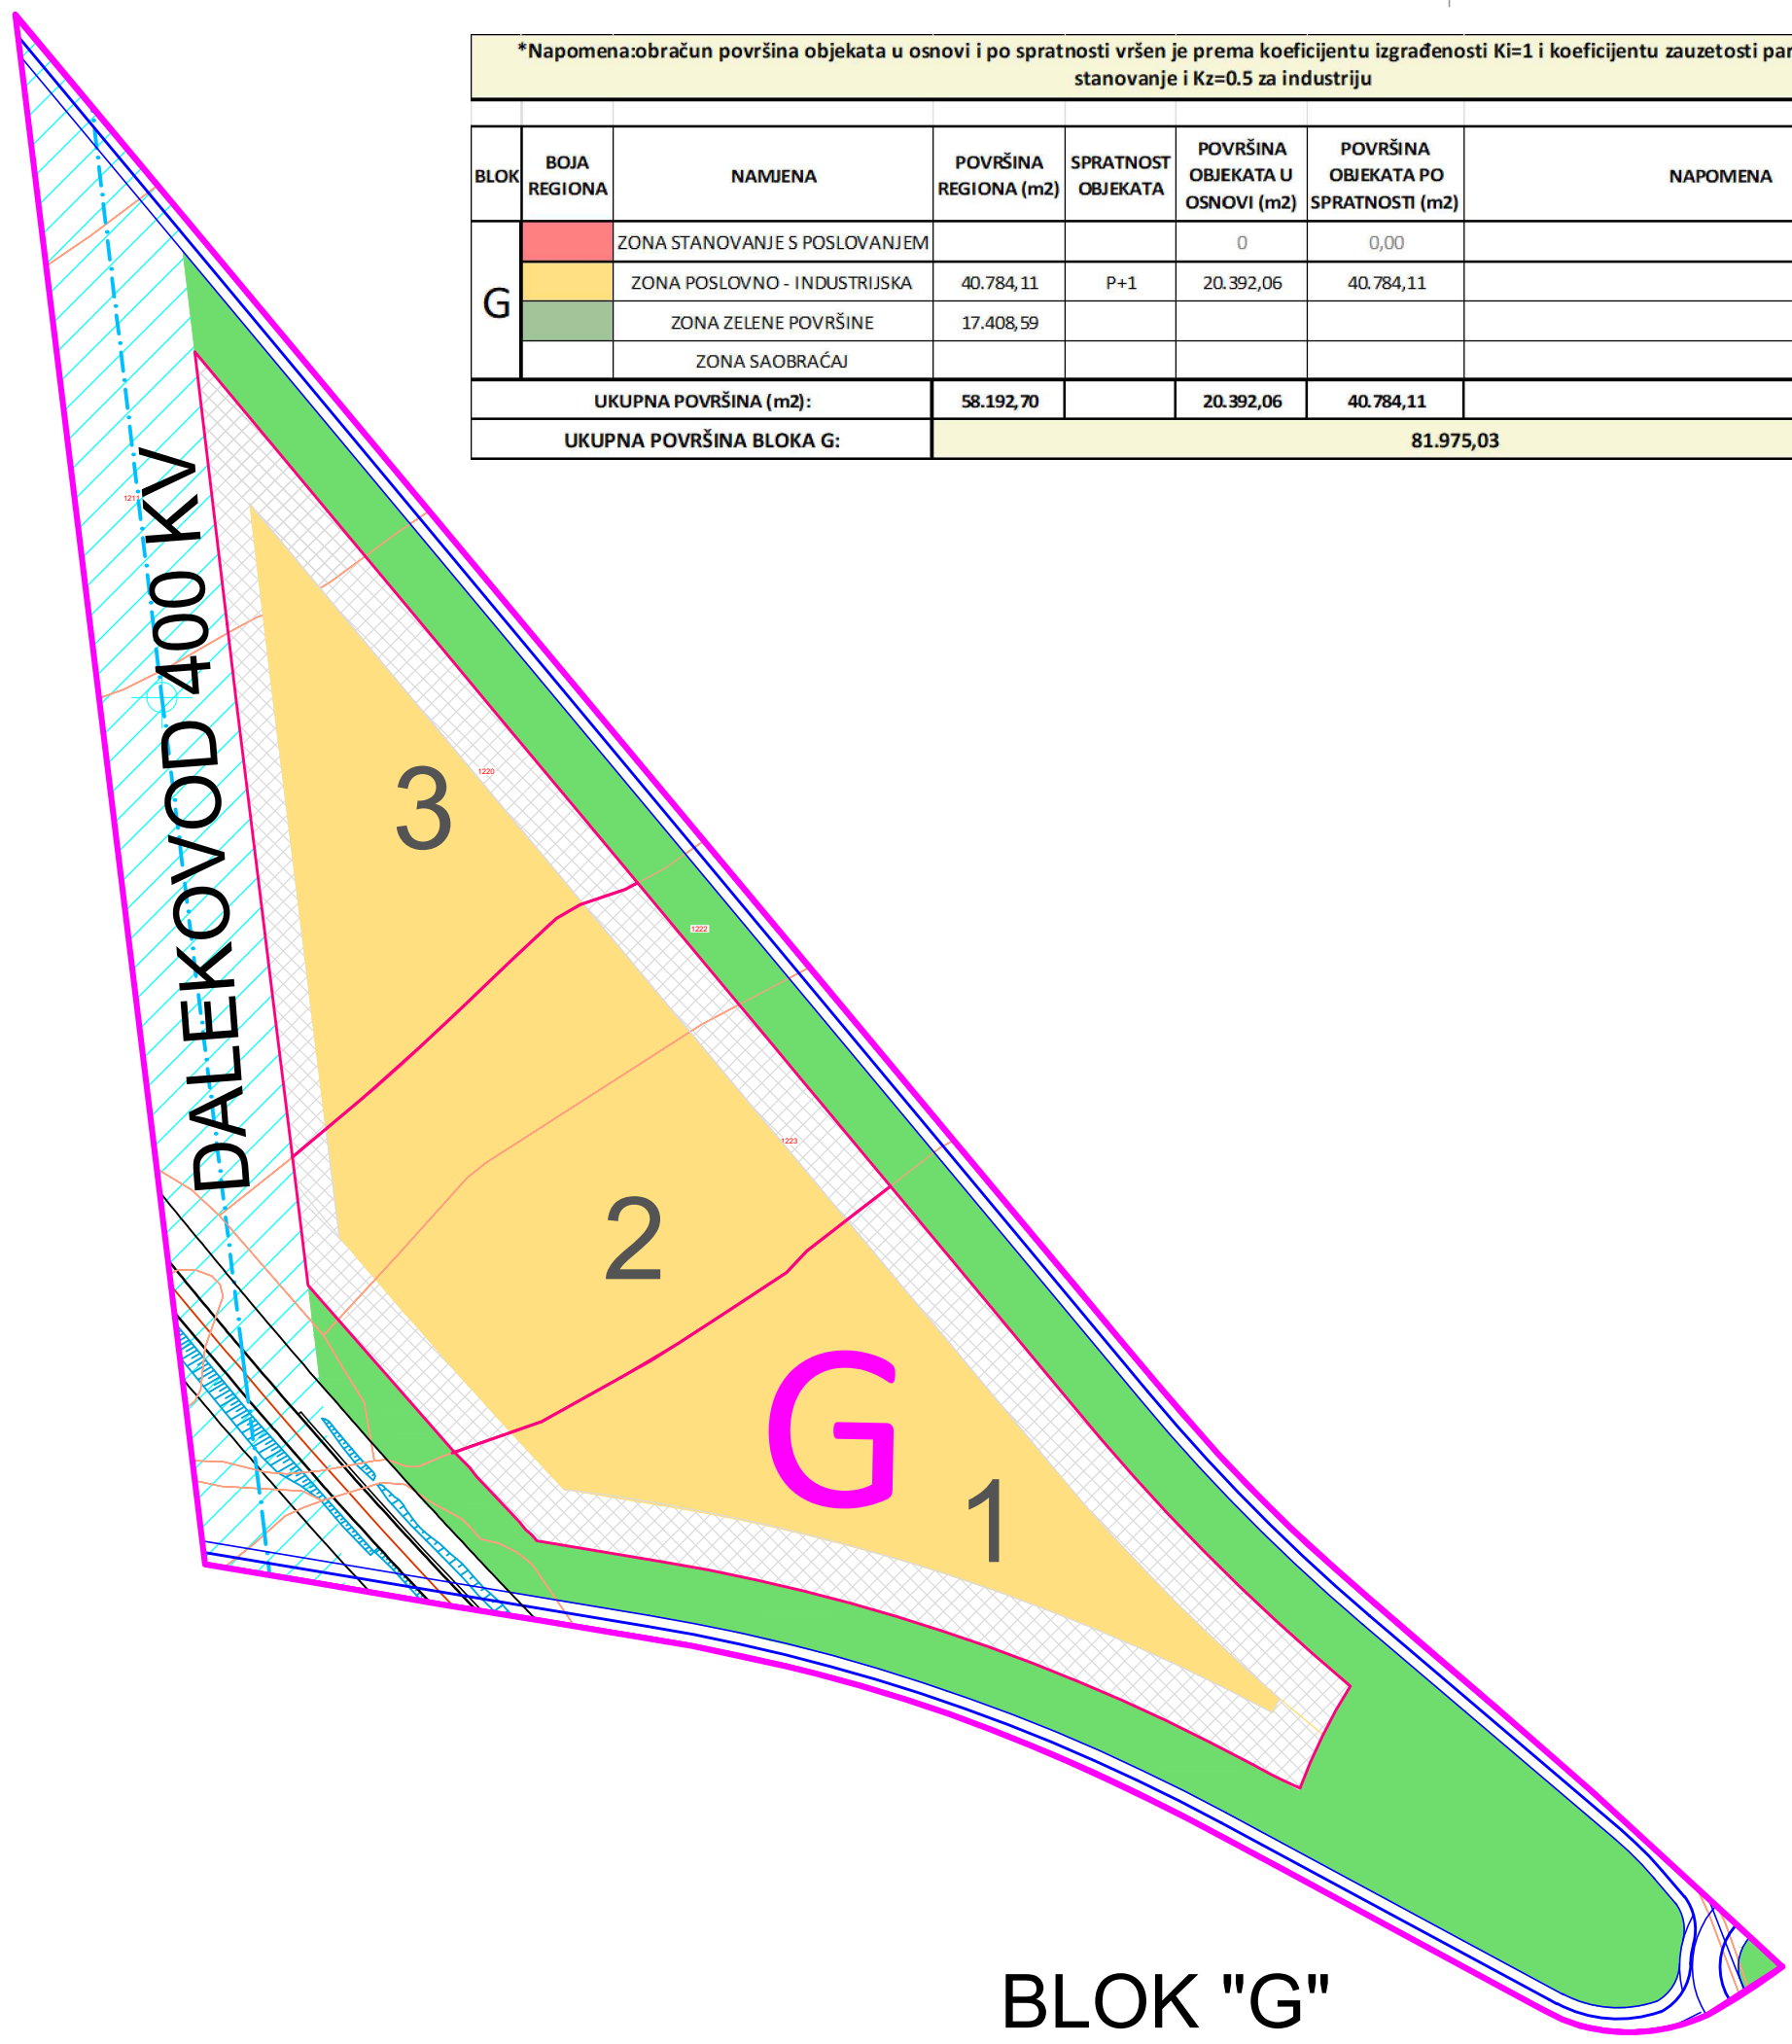 *Napomena:obračun površina objekata u osnovi i po spratnosti vršen je prema koeficijentu izgrađenosti Ki=1 i koeficijentu zauzetosti
stanovanje i Kz=0.5 za industriju
BLOK BOJA REGIONA NAMJENA POVRŠINA REGIONA (m2) SPRATNOST OBJEKATA POVRŠINA OBJEKATA U OSNOVI (m2) POVRŠINA OBJEKATA PO SPRATNOSTI (m2) NAPOMENA
G
ZONA STANOVANJE S POSLOVANJEM 0 0,00
ZONA POSLOVNO - INDUSTRIJSKA 40.784,11 P+1 20.392,06 40.784,11
ZONA ZELENE POVRŠINE 17.408,59
ZONA SAOBRAĆAJ
UKUPNA POVRŠINA (m2): 58.192,70 20.392,06 40.784,11
UKUPNA POVRŠINA BLOKA G: 81.975,03
DALEKOVOD 400 KV
1211
3
1220
1222
1223
2
G
1
BLOK "G"